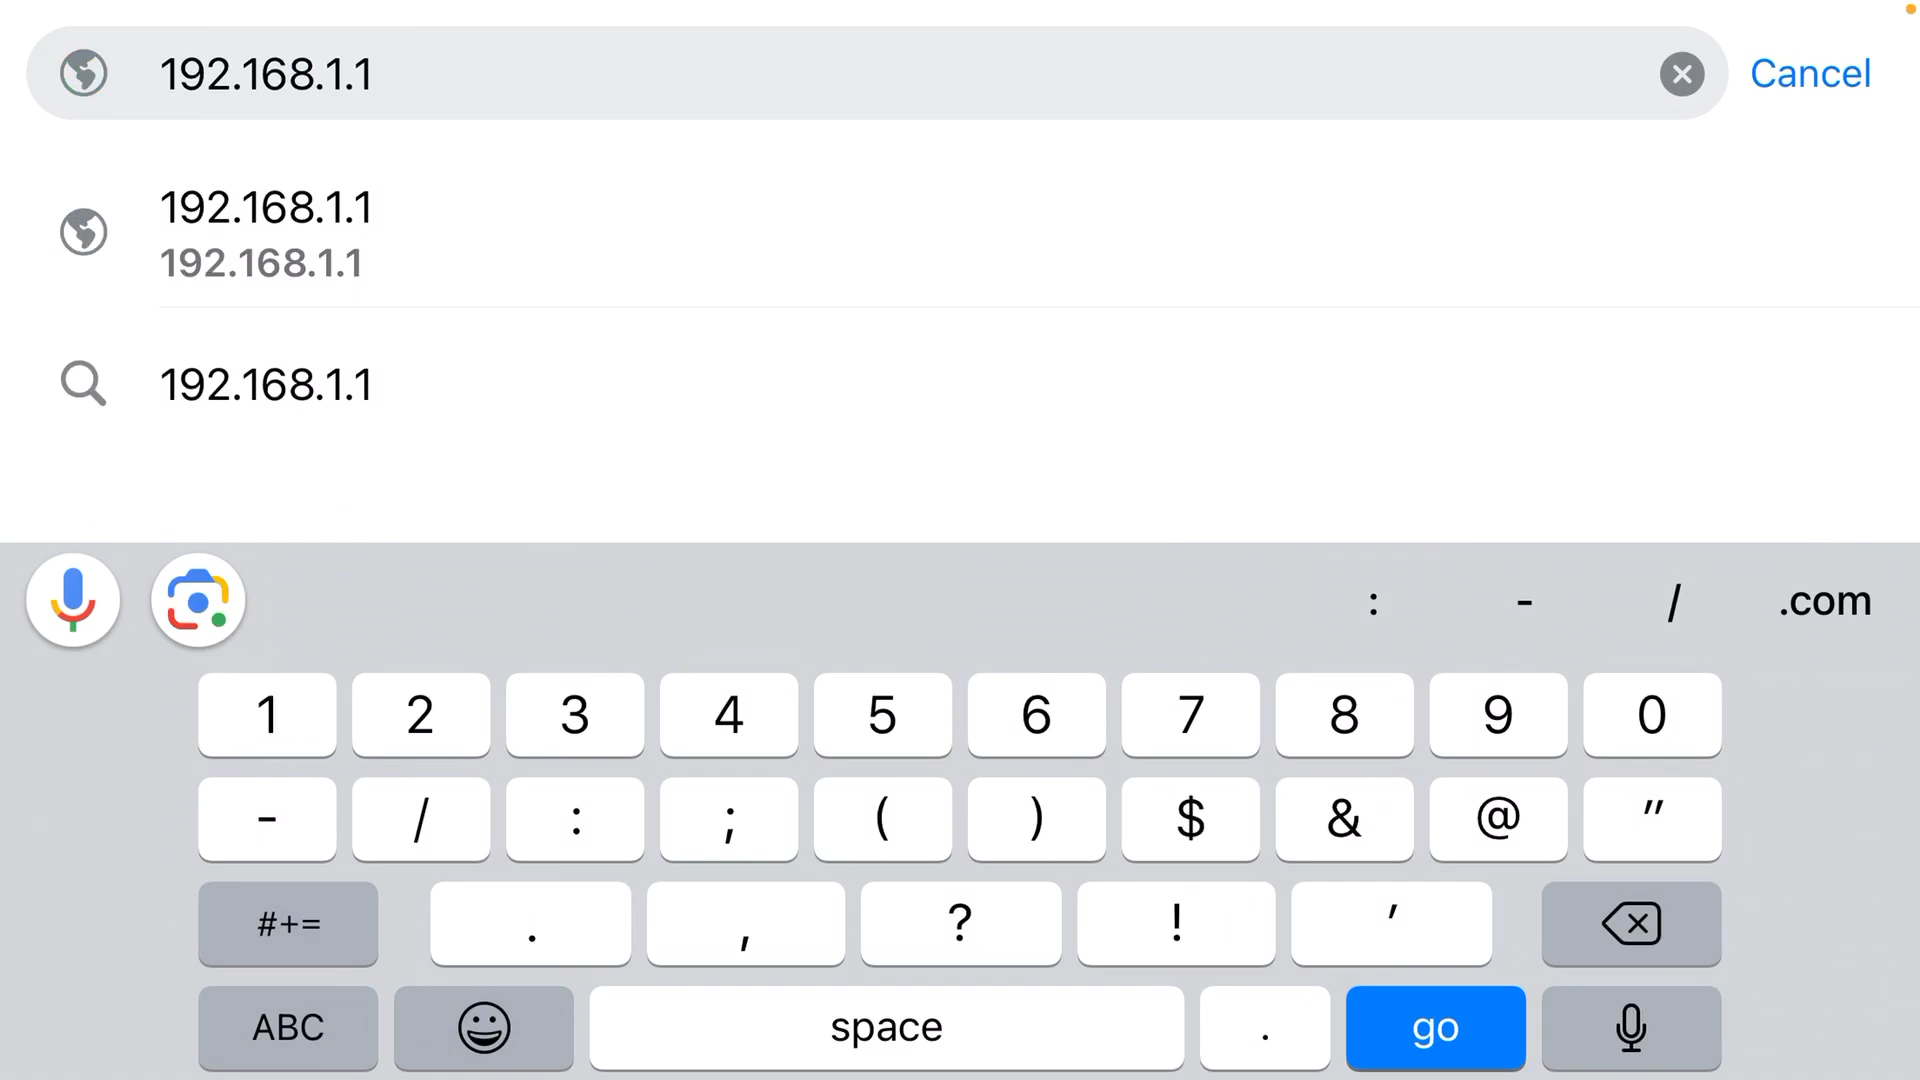 192.168.1.1 Cancel
192.168.1.1
192.168.1.1
192.168.1.1
: - / .com
1 2 3 4 5 6 7 8 9 0
- / : ; ( ) $ & @ "
#+= . , ? ! '
ABC space . go